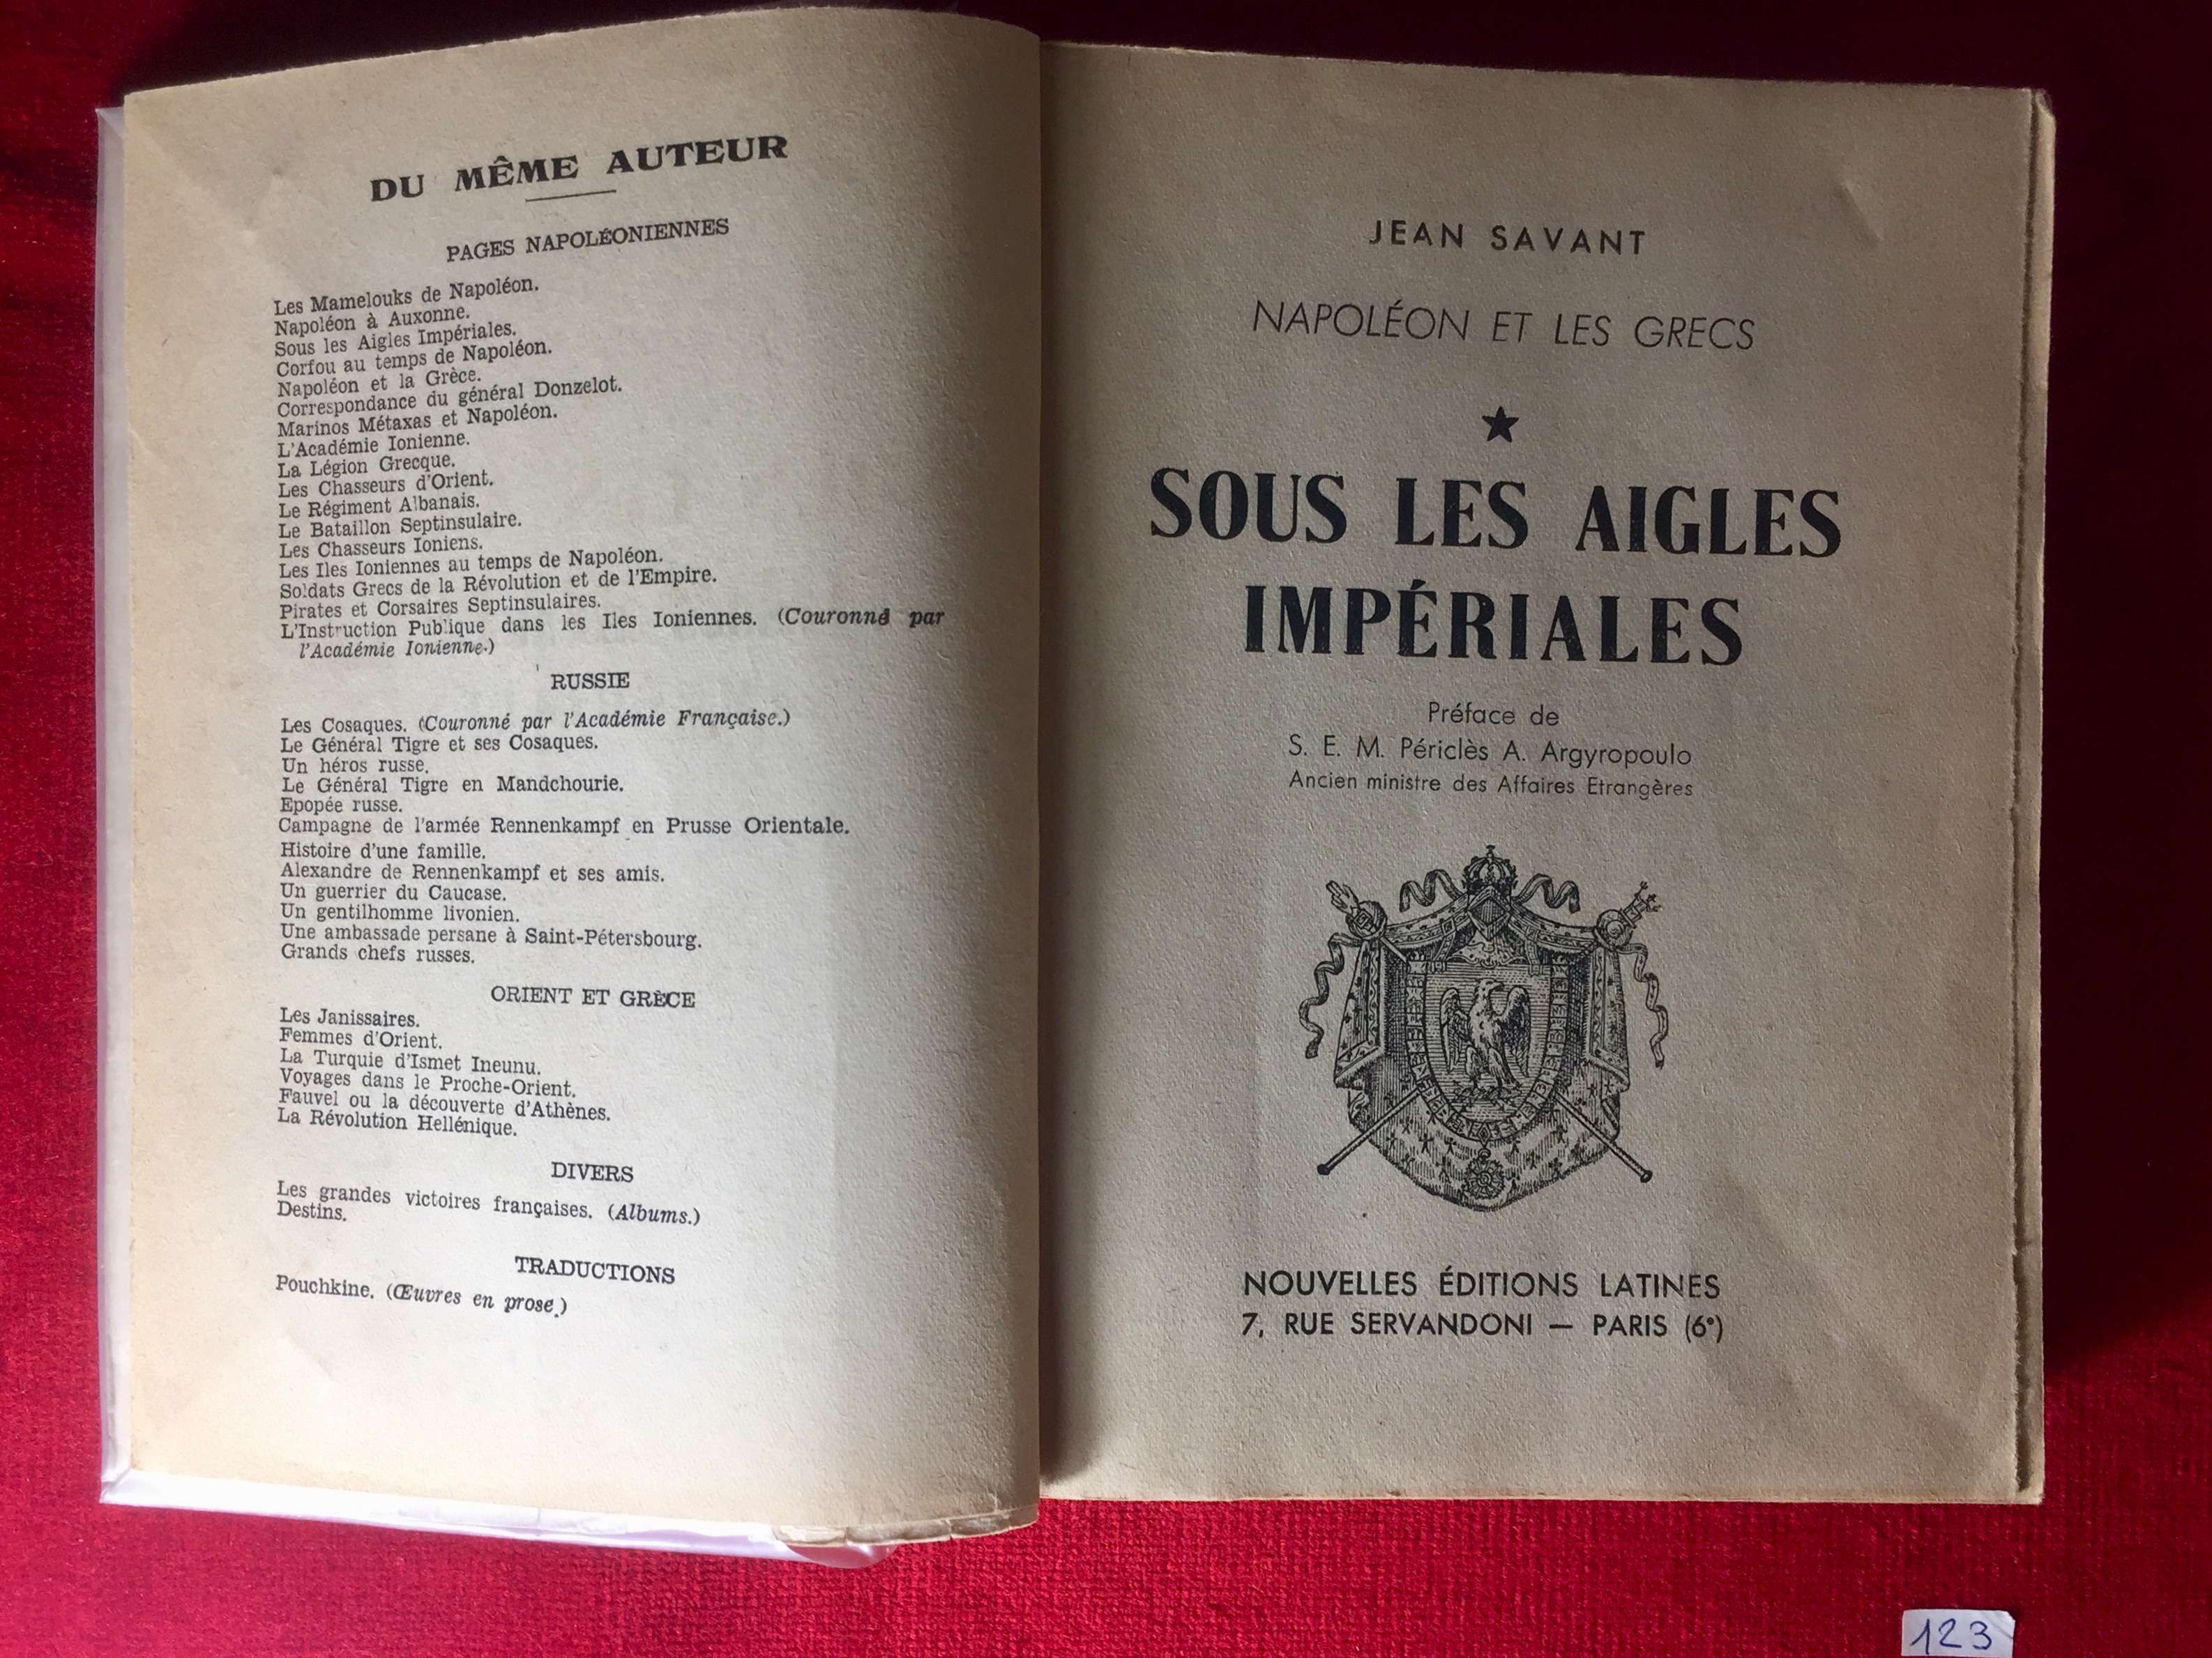 DU MÊME AUTEUR
PAGES NAPOLÉONIENNES
Les Mamelouks de Napoléon.
Napoléon à Auxonne.
Sous les Aigles Impériales.
Corfou au temps de Napoléon.
Napoléon et la Grèce.
Correspondance du général Donzelot.
Marinos Métaxas et Napoléon.
L'Académie Ionienne.
La Légion Grecque.
Les Chasseurs d'Orient.
Le Régiment Albanais.
Le Bataillon Septinsulaire.
Les Chasseurs Ioniens.
Les Iles Ioniennes au temps de Napoléon.
Soldats Grecs de la Révolution et de l'Empire.
Pirates et Corsaires Septinsulaires.
L'Instruction Publique dans les Iles Ioniennes. (Couronné par
l'Académie Ionienne.)
RUSSIE
Les Cosaques. (Couronné par l'Académie Française.)
Le Général Tigre et ses Cosaques.
Un héros russe.
Le Général Tigre en Mandchourie.
Epopée russe.
Campagne de l'armée Rennenkampf en Prusse Orientale.
Histoire d'une famille.
Alexandre de Rennenkampf et ses amis.
Un guerrier du Caucase.
Un gentilhomme livonien.
Une ambassade persane à Saint-Pétersbourg.
Grands chefs russes.
ORIENT ET GRÈCE
Les Janissaires.
Femmes d'Orient.
La Turquie d'Ismet Ineunu.
Voyages dans le Proche-Orient.
Fauvel ou la découverte d'Athènes.
La Révolution Hellénique.
DIVERS
Les grandes victoires françaises. (Albums.)
Destins.
TRADUCTIONS
Pouchkine. (Œuvres en prose.)
JEAN SAVANT
NAPOLÉON ET LES GRECS
★
SOUS LES AIGLES
IMPÉRIALES
Préface de
S. E. M. Périclès A. Argyropoulo
Ancien ministre des Affaires Etrangères
NOUVELLES ÉDITIONS LATINES
7, RUE SERVANDONI — PARIS (6e)
123